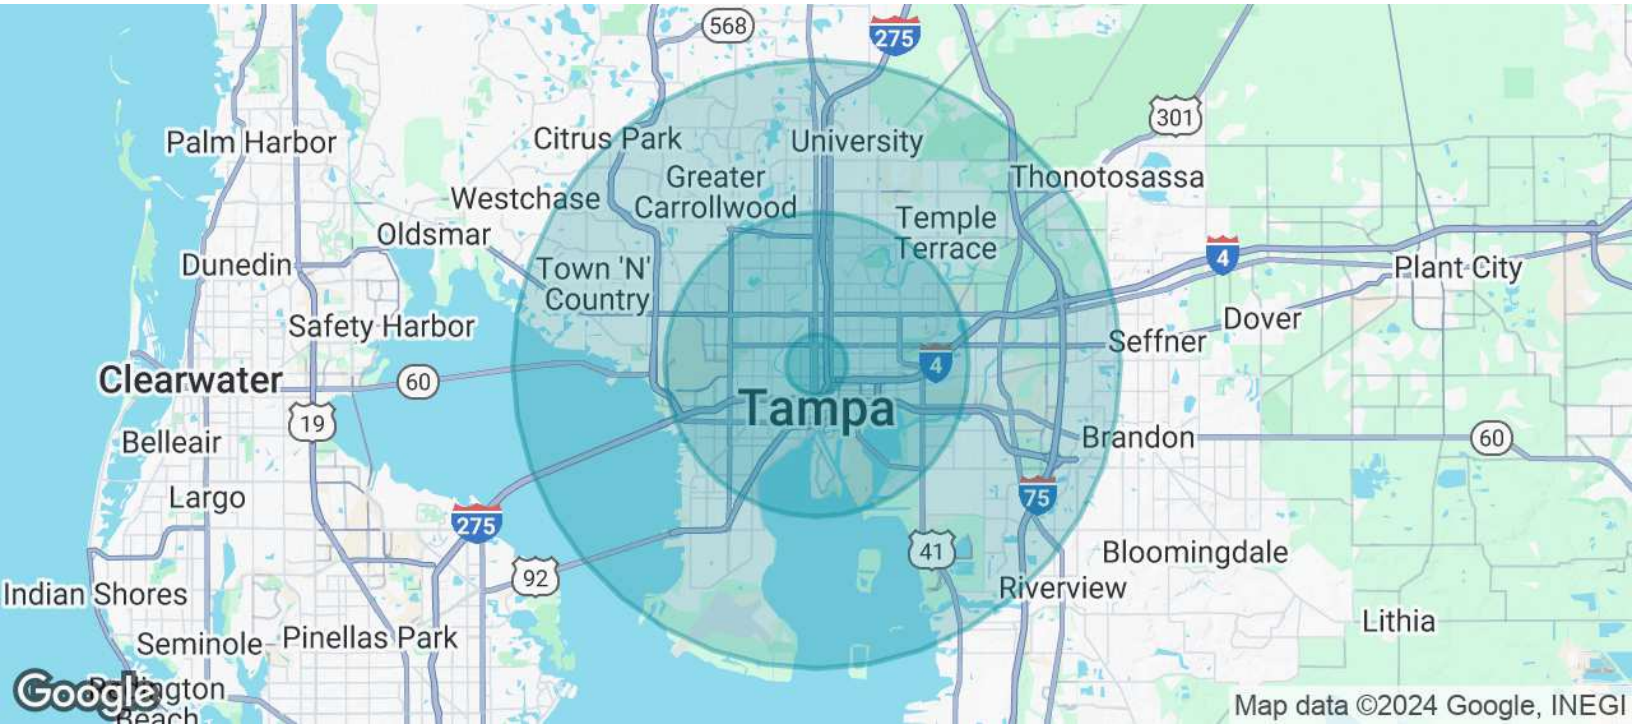 568
275
301
Palm Harbor
Citrus Park
University
Greater
Carrollwood
Thonotosassa
Westchase
Oldsmar
Temple
Terrace
Dunedin
Town 'N'
Country
4
Plant City
Safety Harbor
Dover
Seffner
4
Clearwater
60
Tampa
19
Belleair
Brandon
60
Largo
75
275
41
92
Bloomingdale
Indian Shores
Riverview
Lithia
Seminole
Pinellas Park
Google
Beach
Map data ©2024 Google, INEGI